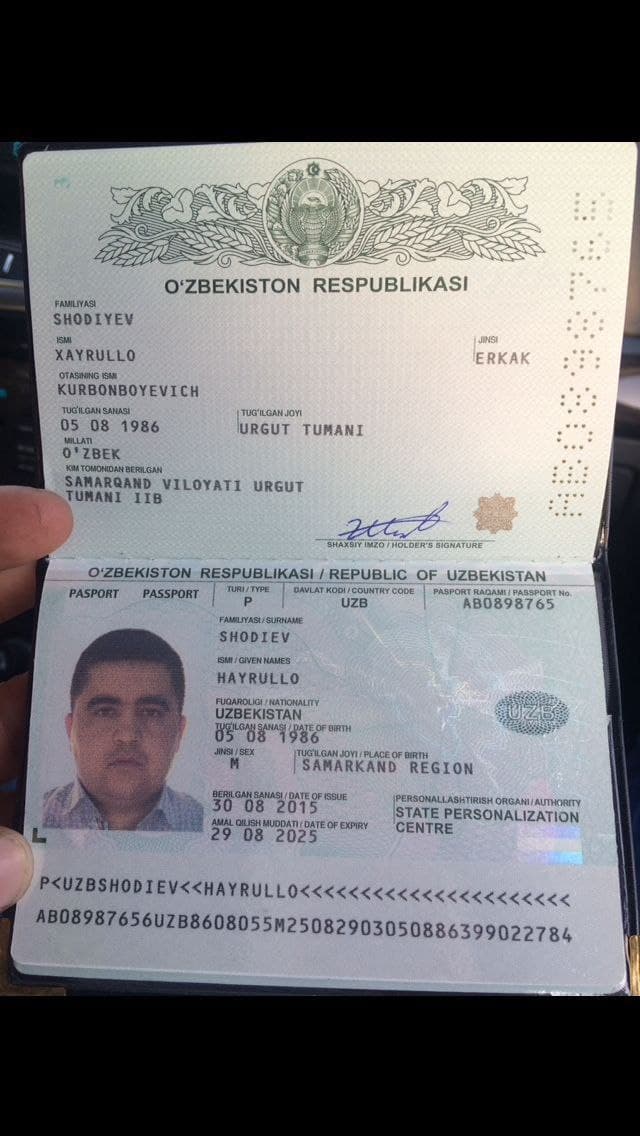 O‘ZBEKISTON RESPUBLIKASI
FAMILIYASI
SHODIYEV
ISMI
XAYRULLO
JINSI
ERKAK
OTASINING ISMI
KURBONBOYEVICH
TUG‘ILGAN SANASI
05 08 1986
TUG‘ILGAN JOYI
URGUT TUMANI
MILLATI
O'ZBEK
KIM TOMONIDAN BERILGAN
SAMARQAND VILOYATI URGUT
TUMANI IIB
SHAXSIY IMZO / HOLDER'S SIGNATURE
AB0898765
O‘ZBEKISTON RESPUBLIKASI / REPUBLIC OF UZBEKISTAN
PASPORT PASSPORT
TURI / TYPE
P
DAVLAT KODI / COUNTRY CODE
UZB
PASPORT RAQAMI / PASSPORT No.
AB0898765
FAMILIYASI / SURNAME
SHODIEV
ISMI / GIVEN NAMES
HAYRULLO
FUQAROLIGI / NATIONALITY
UZBEKISTAN
TUG‘ILGAN SANASI / DATE OF BIRTH
05 08 1986
JINSI / SEX
M
TUG‘ILGAN JOYI / PLACE OF BIRTH
SAMARKAND REGION
BERILGAN SANASI / DATE OF ISSUE
30 08 2015
AMAL QILISH MUDDATI / DATE OF EXPIRY
29 08 2025
PERSONALLASHTIRISH ORGANI / AUTHORITY
STATE PERSONALIZATION
CENTRE
UZB
P<UZBSHODIEV<<HAYRULLO<<<<<<<<<<<<<<<<<<<<<<
AB08987656UZB8608055M25082903050886399022784